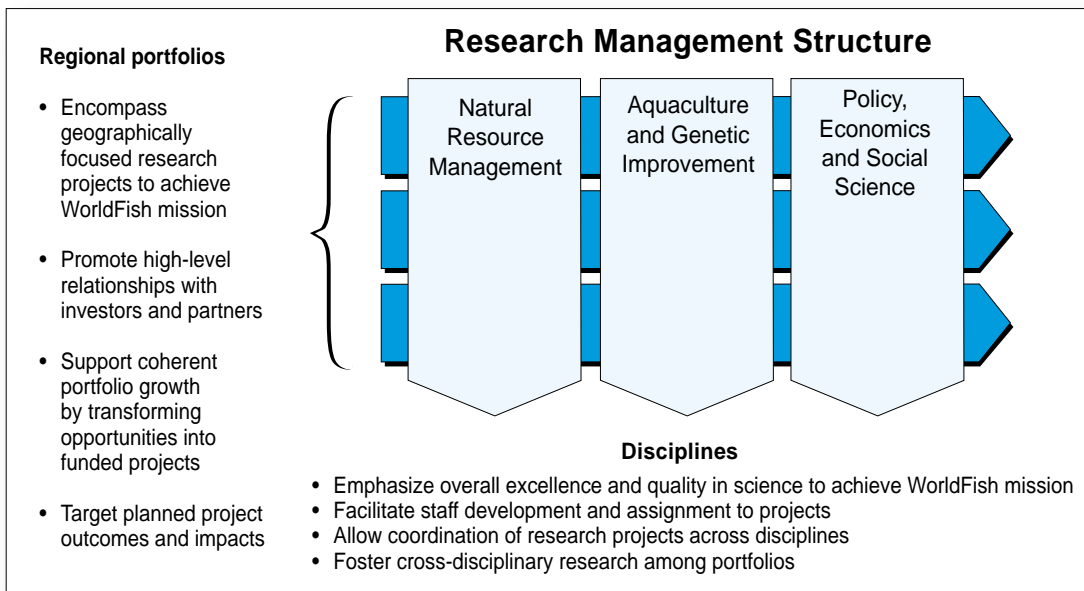 Research Management Structure
Regional portfolios
• Encompass
geographically
focused research
projects to achieve
WorldFish mission
• Promote high-level
relationships with
investors and partners
• Support coherent
portfolio growth
by transforming
opportunities into
funded projects
• Target planned project
outcomes and impacts
Natural
Resource
Management
Aquaculture
and Genetic
Improvement
Policy,
Economics
and Social
Science
Disciplines
• Emphasize overall excellence and quality in science to achieve WorldFish mission
• Facilitate staff development and assignment to projects
• Allow coordination of research projects across disciplines
• Foster cross-disciplinary research among portfolios